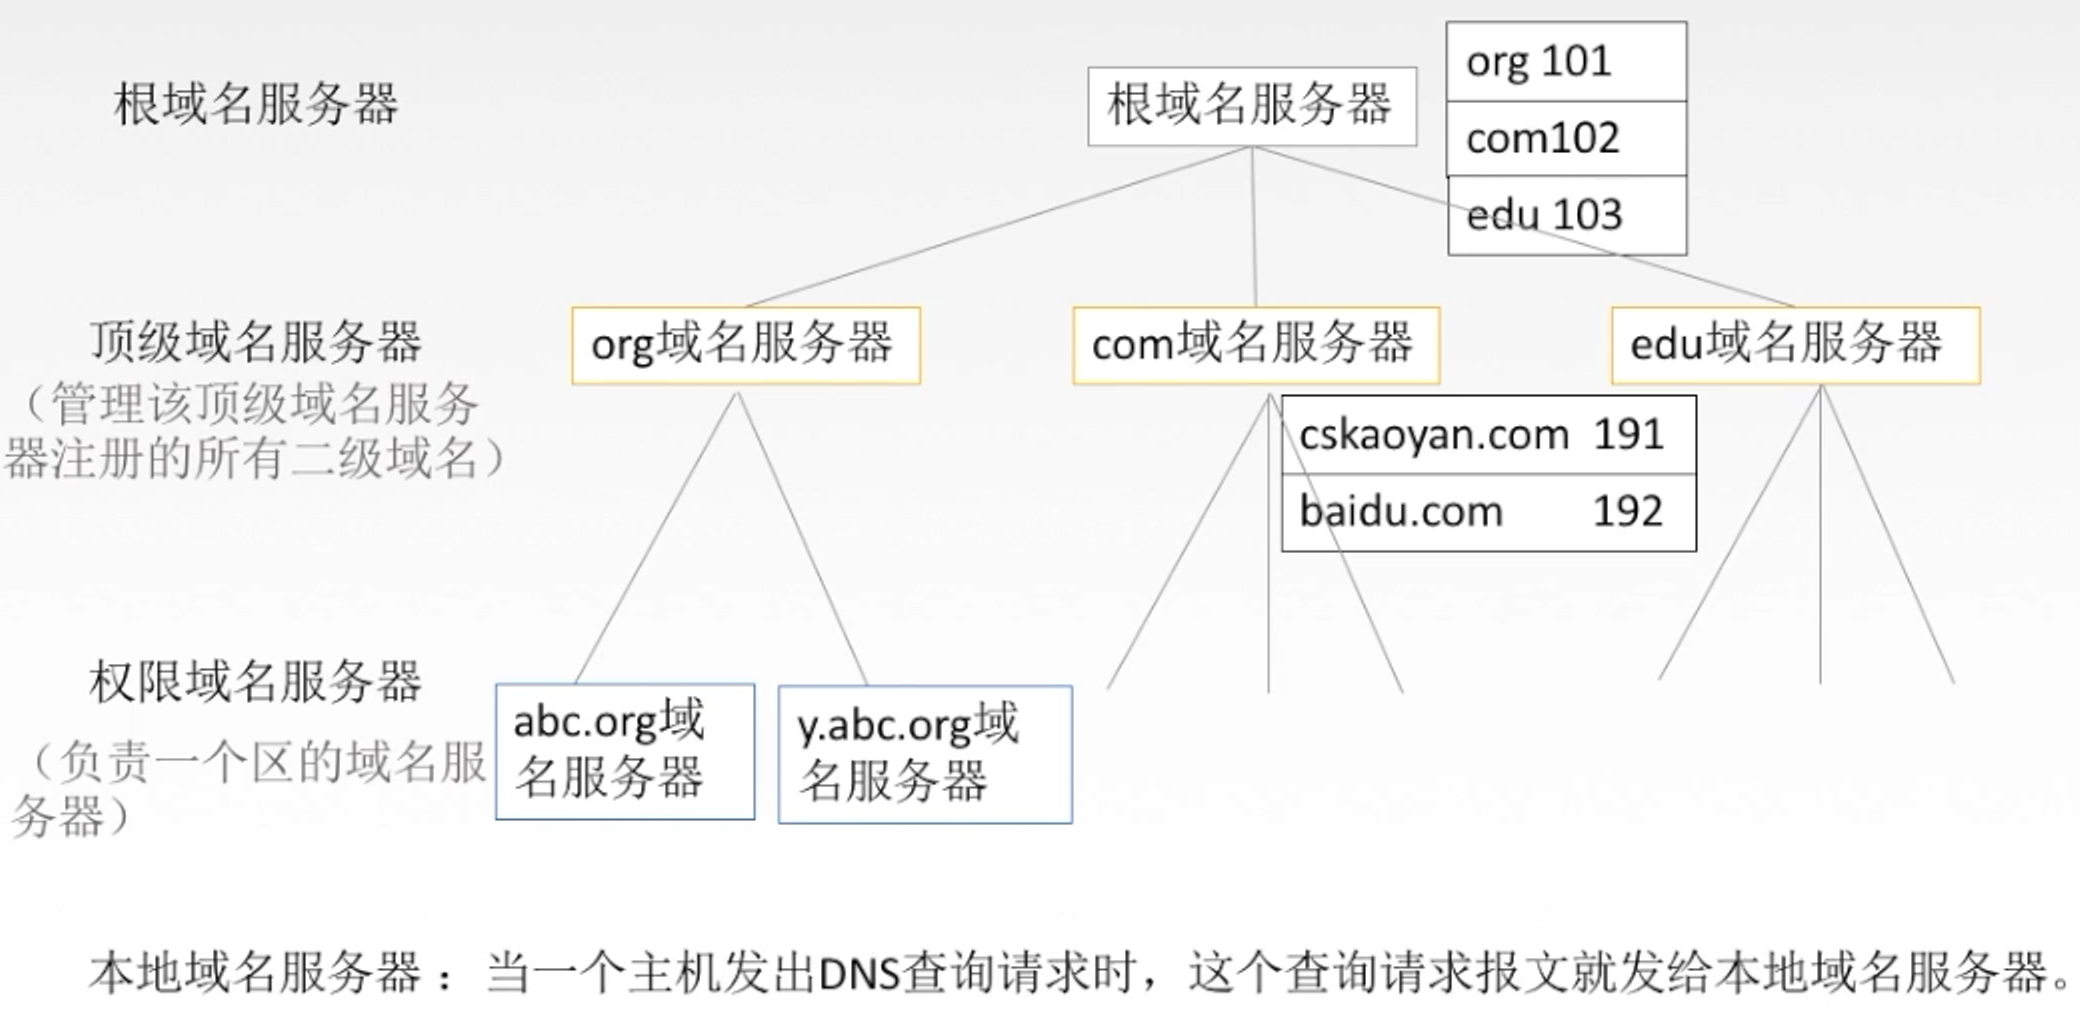 根域名服务器
根域名服务器
org 101
com102
edu 103
顶级域名服务器
（管理该顶级域名服务
器注册的所有二级域名）
org域名服务器
com域名服务器
edu域名服务器
cskaoyan.com 191
baidu.com 192
权限域名服务器
（负责一个区的域名服
务器）
abc.org域
名服务器
y.abc.org域
名服务器
本地域名服务器：当一个主机发出DNS查询请求时，这个查询请求报文就发给本地域名服务器。